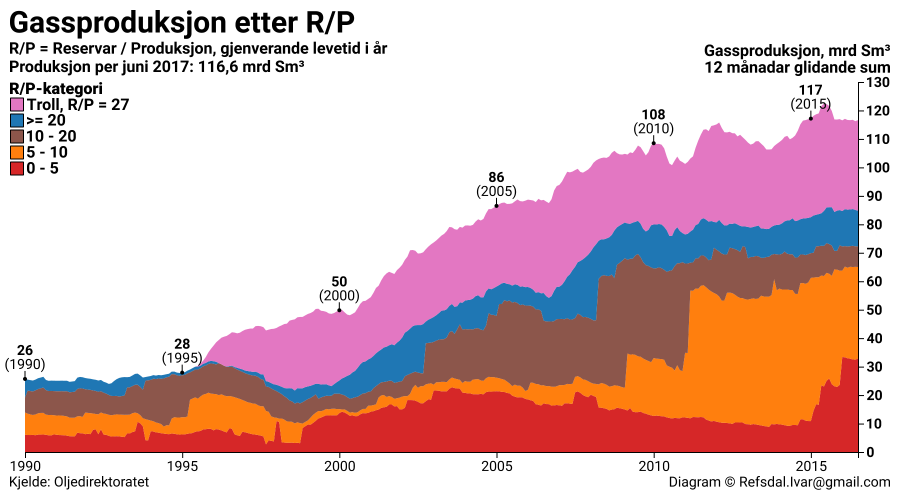 Gassproduksjon etter R/P
R/P = Reservar / Produksjon, gjenverande levetid i år
Produksjon per juni 2017: 116,6 mrd Sm³
Gassproduksjon, mrd Sm³
12 månadar glidande sum
R/P-kategori
Troll, R/P = 27
>= 20
10 - 20
5 - 10
0 - 5
26
(1990)
28
(1995)
50
(2000)
86
(2005)
108
(2010)
117
(2015)
130
120
110
100
90
80
70
60
50
40
30
20
10
0
1990 1995 2000 2005 2010 2015
Kjelde: Oljedirektoratet
Diagram © Refsdal.Ivar@gmail.com